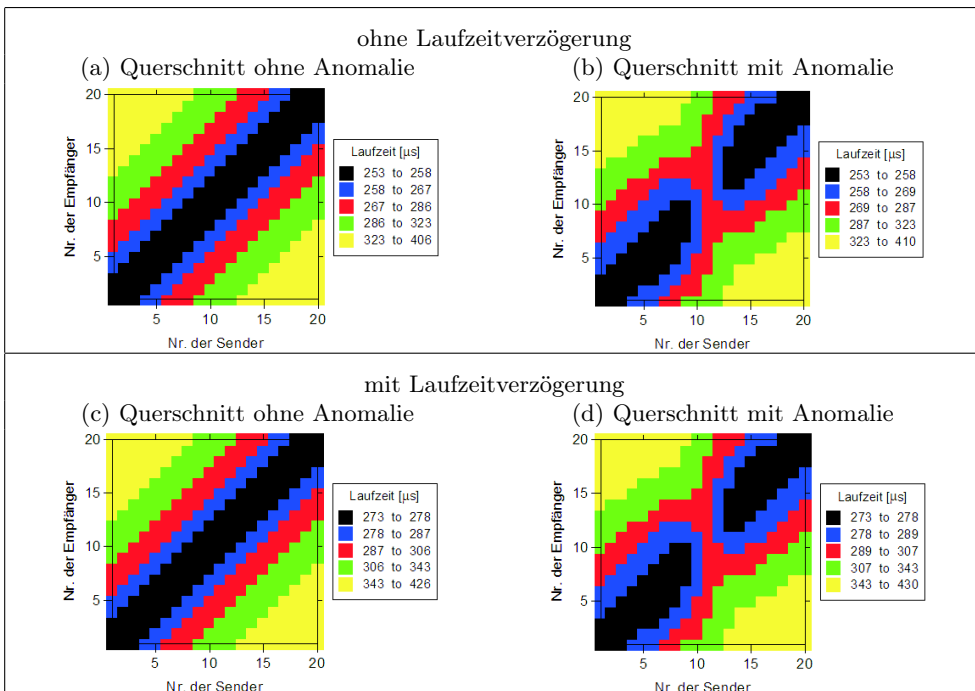 ohne Laufzeitverzögerung
(a) Querschnitt ohne Anomalie
20
15
10
5
Nr. der Empfänger
5 10 15 20
Nr. der Sender
Laufzeit [µs]
253 to 258
258 to 267
267 to 286
286 to 323
323 to 406
(b) Querschnitt mit Anomalie
20
15
10
5
Nr. der Empfänger
5 10 15 20
Nr. der Sender
Laufzeit [µs]
253 to 258
258 to 269
269 to 287
287 to 323
323 to 410
mit Laufzeitverzögerung
(c) Querschnitt ohne Anomalie
20
15
10
5
Nr. der Empfänger
5 10 15 20
Nr. der Sender
Laufzeit [µs]
273 to 278
278 to 287
287 to 306
306 to 343
343 to 426
(d) Querschnitt mit Anomalie
20
15
10
5
Nr. der Empfänger
5 10 15 20
Nr. der Sender
Laufzeit [µs]
273 to 278
278 to 289
289 to 307
307 to 343
343 to 430